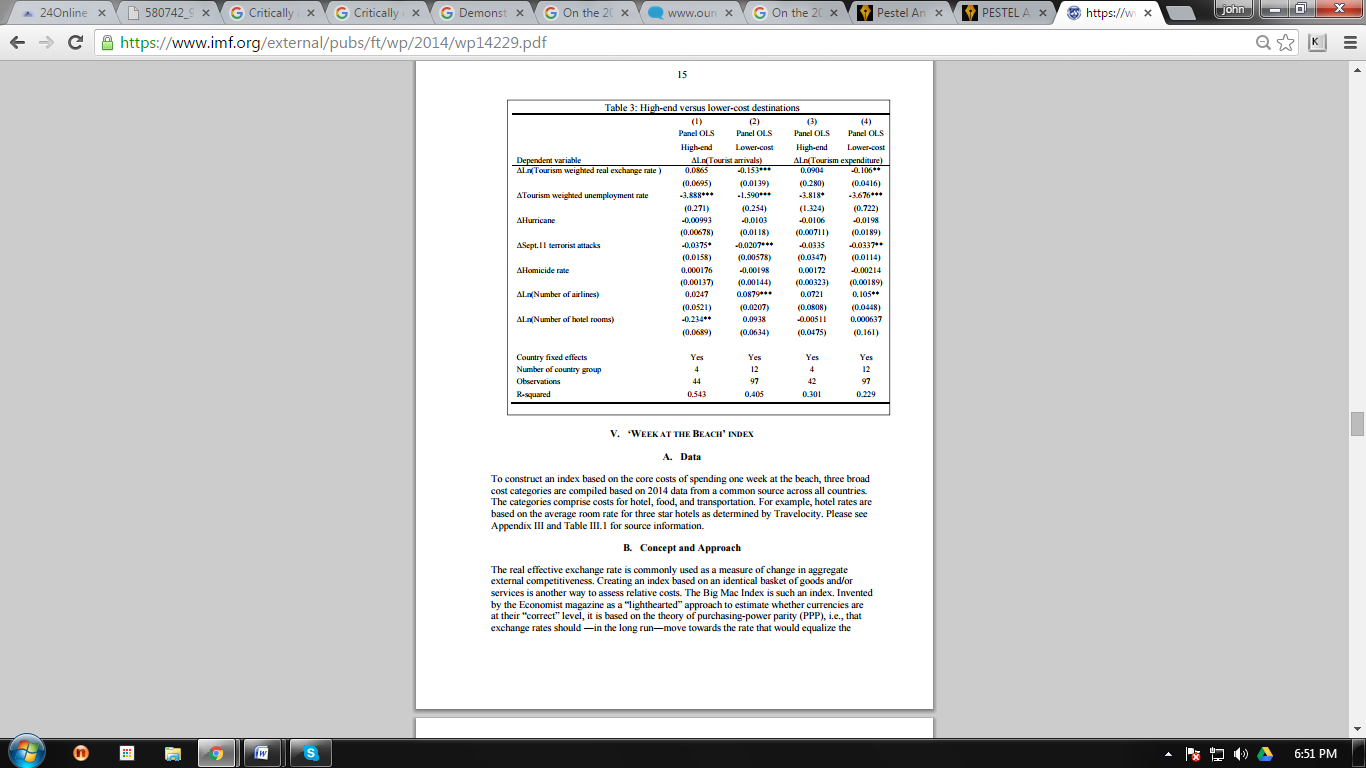 24Online
580742_9
Critically
Critically
Demonst
On the 20
www.our
On the 20
Pestel An
PESTEL A
https://w
john
https://www.imf.org/external/pubs/ft/wp/2014/wp14229.pdf
15
Table 3: High-end versus lower-cost destinations
(1) (2) (3) (4)
Panel OLS Panel OLS Panel OLS Panel OLS
High-end Lower-cost High-end Lower-cost
Dependent variable ΔLn(Tourist arrivals) ΔLn(Tourism expenditure)
ΔLn(Tourism weighted real exchange rate ) 0.0865 -0.153*** 0.0904 -0.106**
(0.0695) (0.0139) (0.280) (0.0416)
ΔTourism weighted unemployment rate -3.888*** -1.590*** -3.818* -3.676***
(0.271) (0.254) (1.324) (0.722)
ΔHurricane -0.00993 -0.0103 -0.0106 -0.0198
(0.00678) (0.0118) (0.00711) (0.0189)
ΔSept.11 terrorist attacks -0.0375* -0.0207*** -0.0335 -0.0337**
(0.0158) (0.00578) (0.0347) (0.0114)
ΔHomicide rate 0.000176 -0.00198 0.00172 -0.00214
(0.00137) (0.00144) (0.00323) (0.00189)
ΔLn(Number of airlines) 0.0247 0.0879*** 0.0721 0.105**
(0.0521) (0.0207) (0.0808) (0.0448)
ΔLn(Number of hotel rooms) -0.234** 0.0938 -0.00511 0.000637
(0.0689) (0.0634) (0.0475) (0.161)
Country fixed effects Yes Yes Yes Yes
Number of country group 4 12 4 12
Observations 44 97 42 97
R-squared 0.543 0.405 0.301 0.229
V. ‘WEEK AT THE BEACH’ INDEX
A. Data
To construct an index based on the core costs of spending one week at the beach, three broad
cost categories are compiled based on 2014 data from a common source across all countries.
The categories comprise costs for hotel, food, and transportation. For example, hotel rates are
based on the average room rate for three star hotels as determined by Travelocity. Please see
Appendix III and Table III.1 for source information.
B. Concept and Approach
The real effective exchange rate is commonly used as a measure of change in aggregate
external competitiveness. Creating an index based on an identical basket of goods and/or
services is another way to assess relative costs. The Big Mac Index is such an index. Invented
by the Economist magazine as a “lighthearted” approach to estimate whether currencies are
at their “correct” level, it is based on the theory of purchasing-power parity (PPP), i.e., that
exchange rates should —in the long run—move towards the rate that would equalize the
6:51 PM